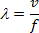 λ = v/f